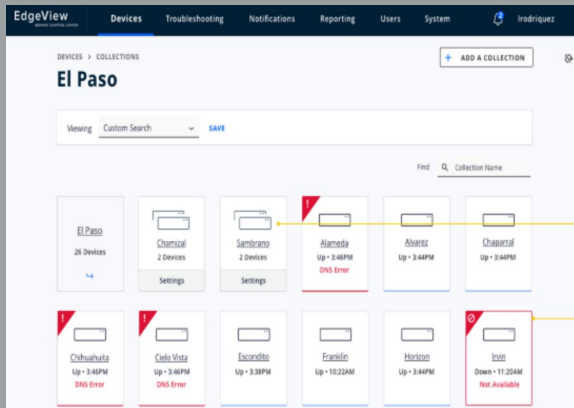 EdgeView
SERVICE CONTROL CENTER
Devices
Troubleshooting
Notifications
Reporting
Users
System
Irodriquez
DEVICES > COLLECTIONS
El Paso
+ ADD A COLLECTION
Viewing Custom Search SAVE
Find Collection Name
El Paso
26 Devices
Chamizal
2 Devices
Settings
Sambrano
2 Devices
Settings
!
Alameda
Up • 3:46PM
DNS Error
Alvarez
Up • 3:44PM
Chaparral
Up • 3:44PM
!
Chihuahuita
Up • 3:46PM
DNS Error
!
Cielo Vista
Up • 3:46PM
DNS Error
Escondito
Up • 3:38PM
Franklin
Up • 10:22AM
Horizon
Up • 3:44PM
Irvin
Down • 11:20AM
Not Available